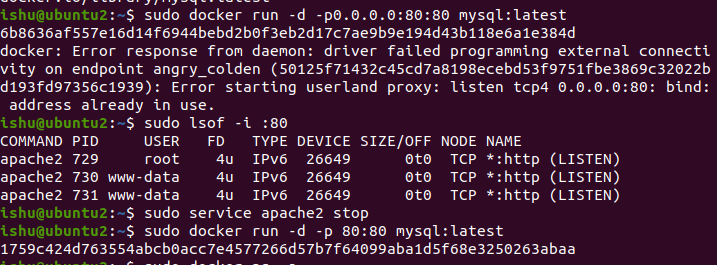 docker.io/library/mysql:latest
ishu@ubuntu2:~$ sudo docker run -d -p0.0.0.0:80:80 mysql:latest
6b8636af557e16d14f6944bebd2b0f3eb2d17c7ae9b9e194d43b118e6a1e384d
docker: Error response from daemon: driver failed programming external connecti
vity on endpoint angry_colden (50125f71432c45cd7a8198ecebd53f9751fbe3869c32022b
d193fd97356c1939): Error starting userland proxy: listen tcp4 0.0.0.0:80: bind:
 address already in use.
ishu@ubuntu2:~$ sudo lsof -i :80
COMMAND PID     USER   FD   TYPE DEVICE SIZE/OFF NODE NAME
apache2 729     root    4u  IPv6  26649      0t0  TCP *:http (LISTEN)
apache2 730 www-data    4u  IPv6  26649      0t0  TCP *:http (LISTEN)
apache2 731 www-data    4u  IPv6  26649      0t0  TCP *:http (LISTEN)
ishu@ubuntu2:~$ sudo service apache2 stop
ishu@ubuntu2:~$ sudo docker run -d -p 80:80 mysql:latest
1759c424d763554abcb0acc7e4577266d57b7f64099aba1d5f68e3250263abaa
ishu@ubuntu2:~$ sudo docker ps -a